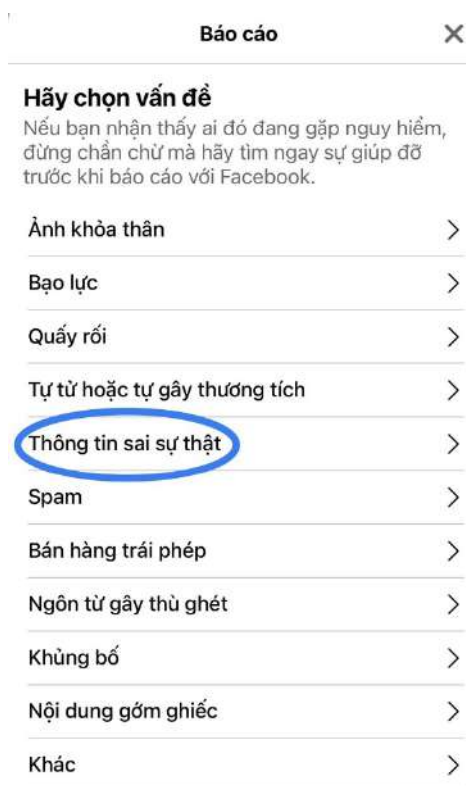 Báo cáo
Hãy chọn vấn đề
Nếu bạn nhận thấy ai đó đang gặp nguy hiểm,
đừng chần chừ mà hãy tìm ngay sự giúp đỡ
trước khi báo cáo với Facebook.
Ảnh khỏa thân
Bạo lực
Quấy rối
Tự tử hoặc tự gây thương tích
Thông tin sai sự thật
Spam
Bán hàng trái phép
Ngôn từ gây thù ghét
Khủng bố
Nội dung gớm ghiếc
Khác